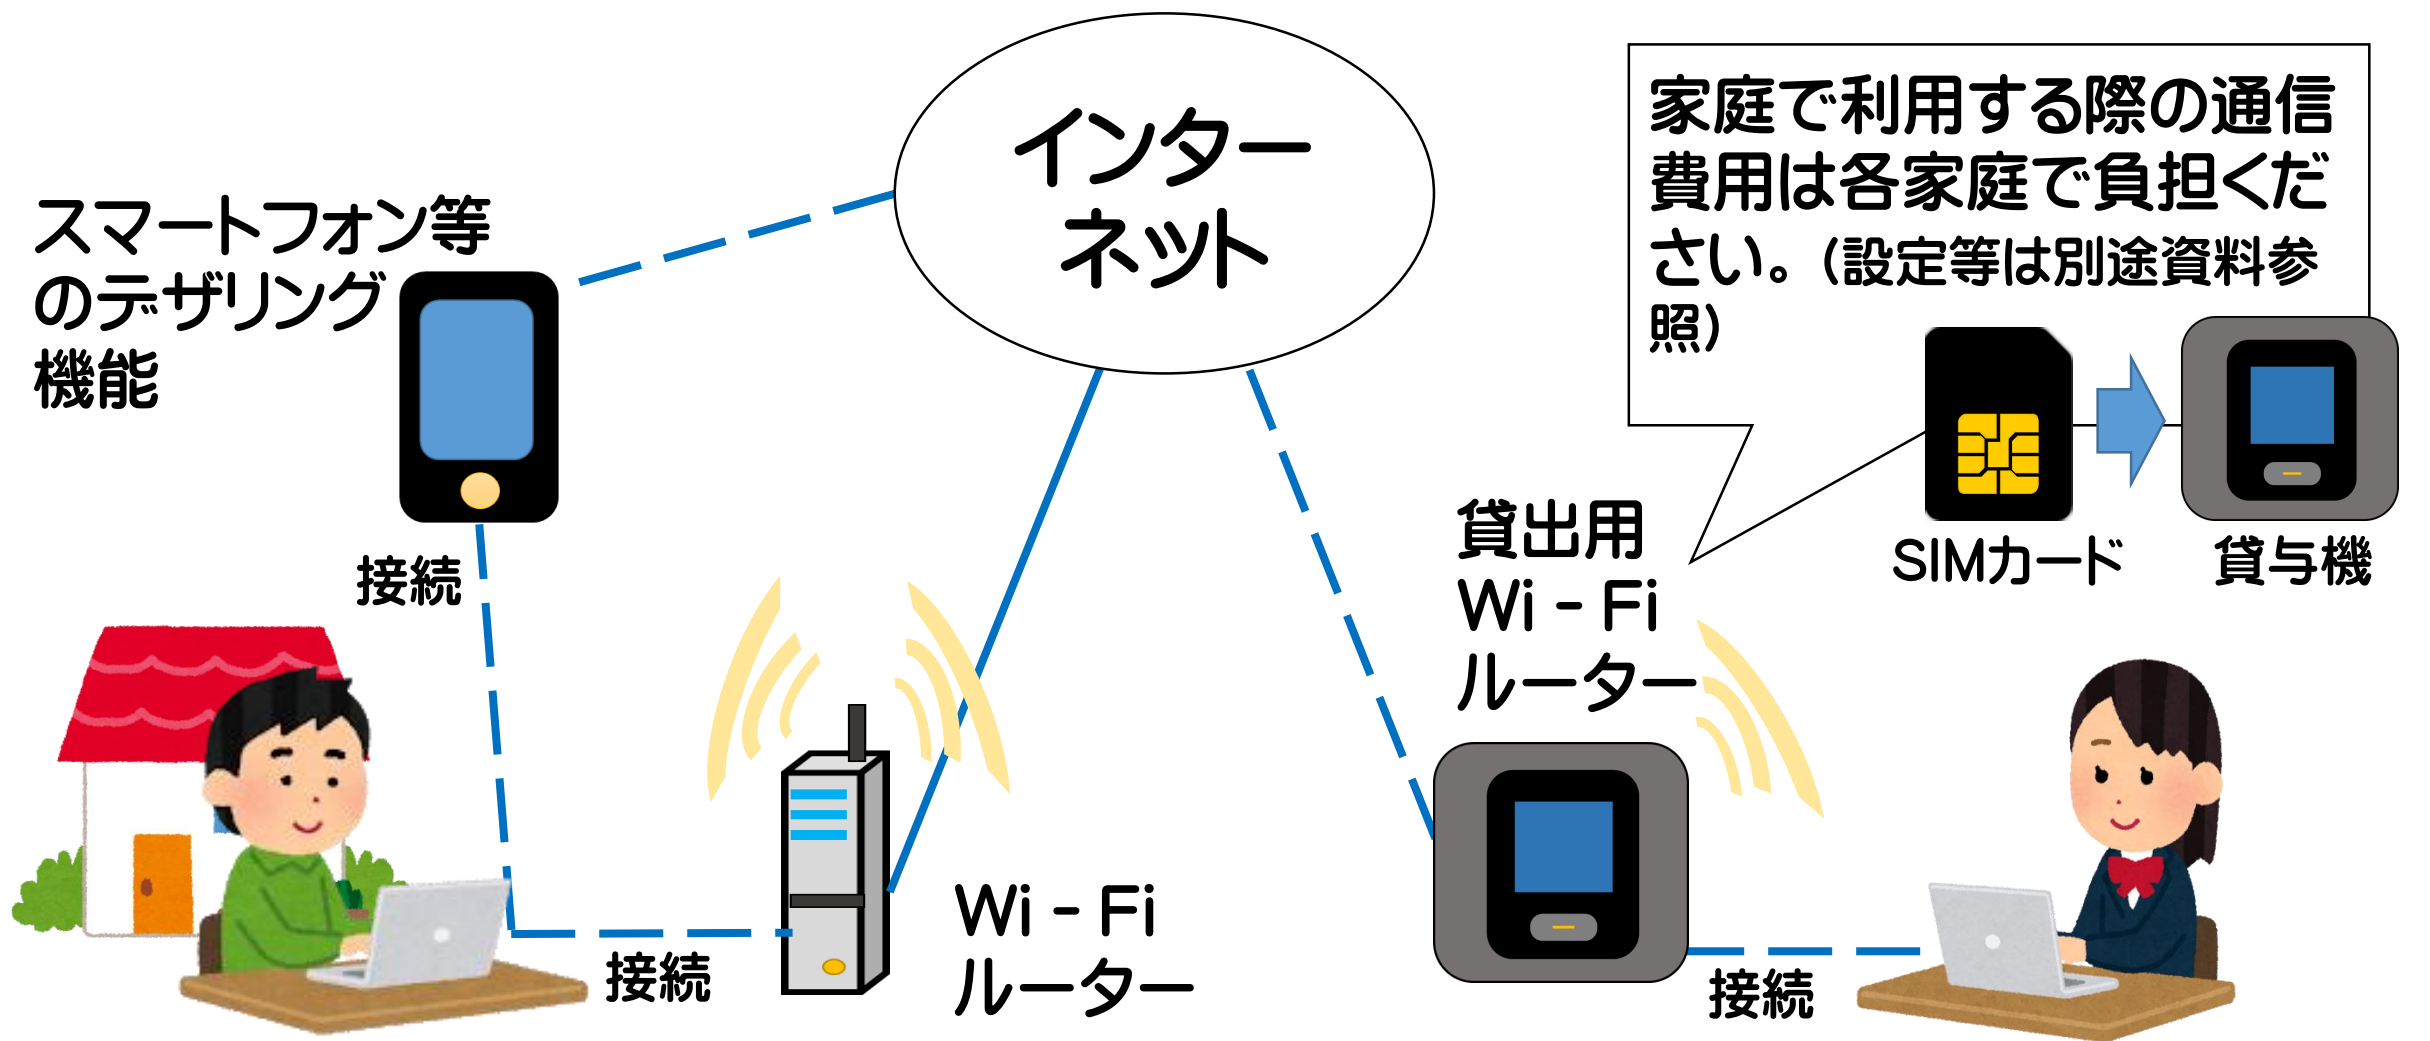 インター
ネット
スマートフォン等
のデザリング
機能
接続
接続
Wi‐Fi
ルーター
貸出用
Wi‐Fi
ルーター
接続
家庭で利用する際の通信
費用は各家庭で負担くだ
さい。（設定等は別途資料参
照）
SIMカード
貸与機